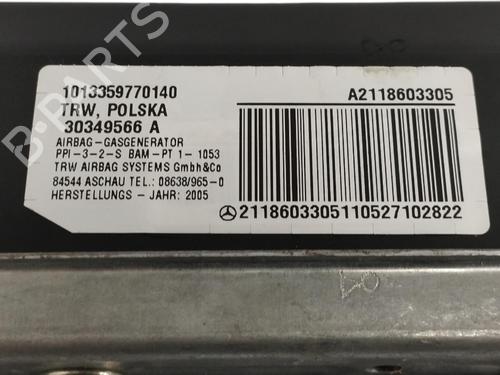 1013359770140
TRW, POLSKA
30349566 A
AIRBAG-GASGENERATOR
PPI-3-2-S BAM-PT 1- 1053
TRW AIRBAG SYSTEMS GmbH&Co
84544 ASCHAU TEL.: 08638/965-0
HERSTELLUNGS - JAHR: 2005
A2118603305
2118603305110527102822
B-PARTS